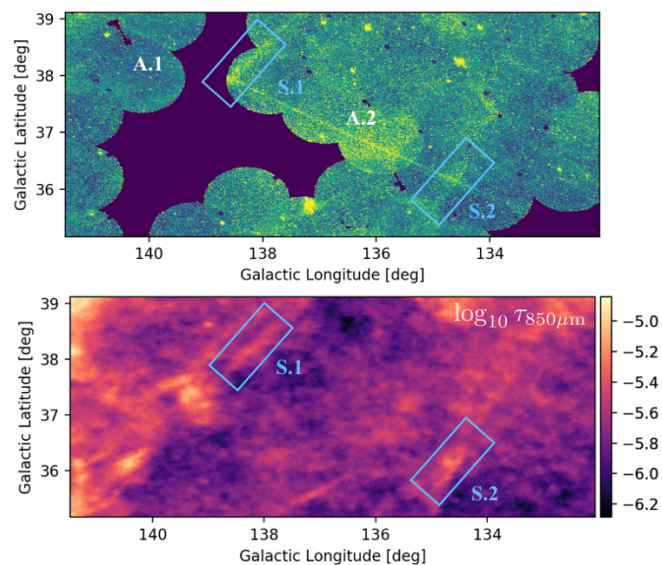 39
A.1
38
S.1
A.2
37
36
S.2
140
138
136
134
Galactic Longitude [deg]
Galactic Latitude [deg]
39
log₁₀ τ₈₅₀μm
-5.0
S.1
-5.2
38
-5.4
-5.6
37
-5.8
36
-6.0
S.2
-6.2
140
138
136
134
Galactic Longitude [deg]
Galactic Latitude [deg]